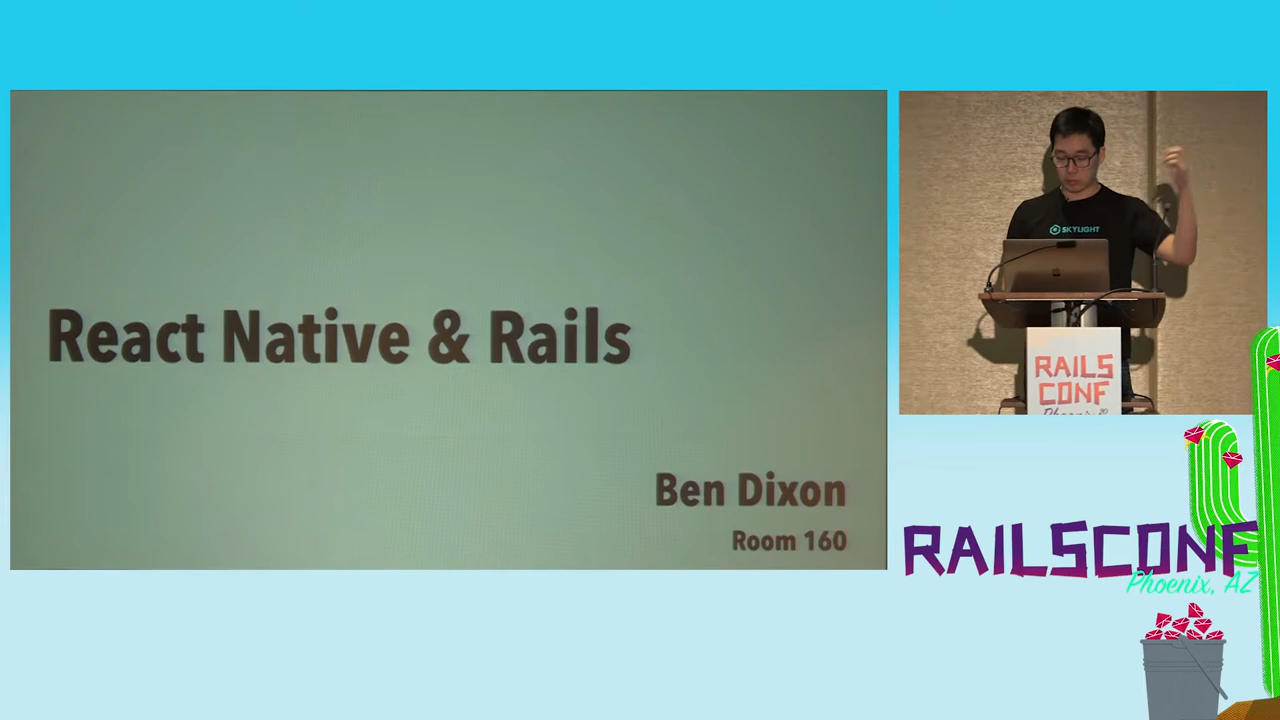 React Native & Rails
Ben Dixon
Room 160
SKYLIGHT
RAILS
CONF
RAILSCONF
Phoenix, AZ